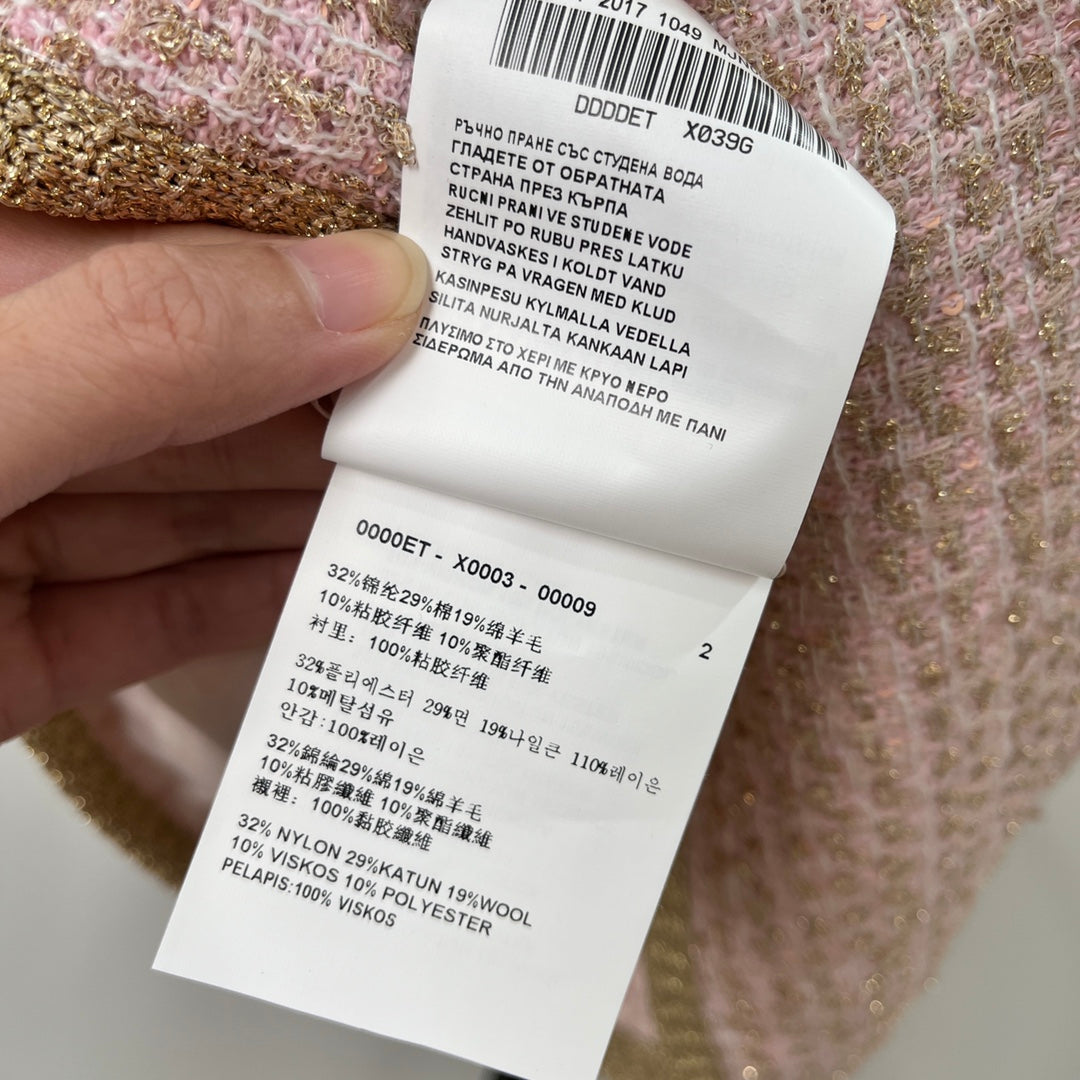 2017 1049
DDDDET X039G
РЪЧНО ПРАНЕ СЪС СТУДЕНА ВОДА
ГЛАДЕТЕ ОТ ОБРАТНАТА
СТРАНА ПРЕЗ КЪРПА
RUCNI PRANI VE STUDENE VODE
ZEHLIT PO RUBU PRES LATKU
HANDVASKES I KOLDT VAND
STRYG PA VRAGEN MED KLUD
KASINPESU KYLMALLA VEDELLA
SILITA NURJALTA KANKAAN LAPI
ΠΛΥΣΙΜΟ ΣΤΟ ΧΕΡΙ ΜΕ ΚΡΥΟ ΝΕΡΟ
ΣΙΔΕΡΩΜΑ ΑΠΟ ΤΗΝ ΑΝΑΠΟΔΗ ΜΕ ΠΑΝΙ
0000ET - X0003 - 00009
2
32%锦纶29%棉19%绵羊毛
10%粘胶纤维 10%聚酯纤维
衬里: 100%粘胶纤维
32%플리에스터 29%면 19%나일큰 110%레이은
10%메탈섬유
안감:100%레이은
32%錦綸29%綿19%綿羊毛
10%粘膠纖維 10%聚酯纖維
襯裡: 100%黏胶纖維
32% NYLON 29%KATUN 19%WOOL
10% VISKOS 10% POLYESTER
PELAPIS:100% VISKOS